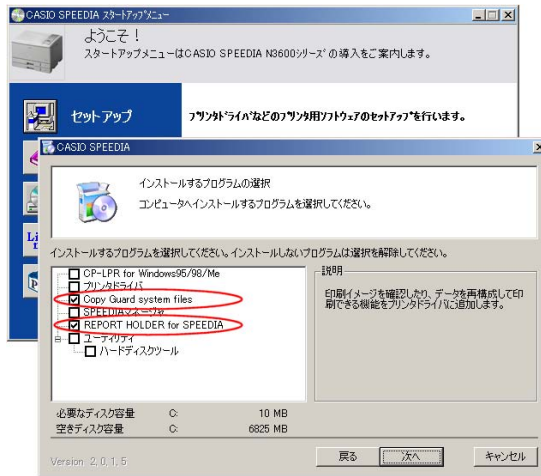 CASIO SPEEDIA スタートアップメニュー
ようこそ！
スタートアップメニューはCASIO SPEEDIA N3600シリーズの導入をご案内します。
セットアップ
プリンタドライバなどのプリンタ用ソフトウェアのセットアップを行います。
CASIO SPEEDIA
インストールするプログラムの選択
コンピュータへインストールするプログラムを選択してください。
インストールするプログラムを選択してください。インストールしないプログラムは選択を解除してください。
CP-LPR for Windows95/98/Me
プリンタドライバ
Copy Guard system files
SPEEDIAマネージャ
REPORT HOLDER for SPEEDIA
ユーティリティ
ハードディスクツール
説明
印刷イメージを確認したり、データを再構成して印
刷できる機能をプリンタドライバに追加します。
必要なディスク容量 C: 10 MB
空きディスク容量 C: 6825 MB
Version 2, 0, 1, 5
戻る 次へ キャンセル